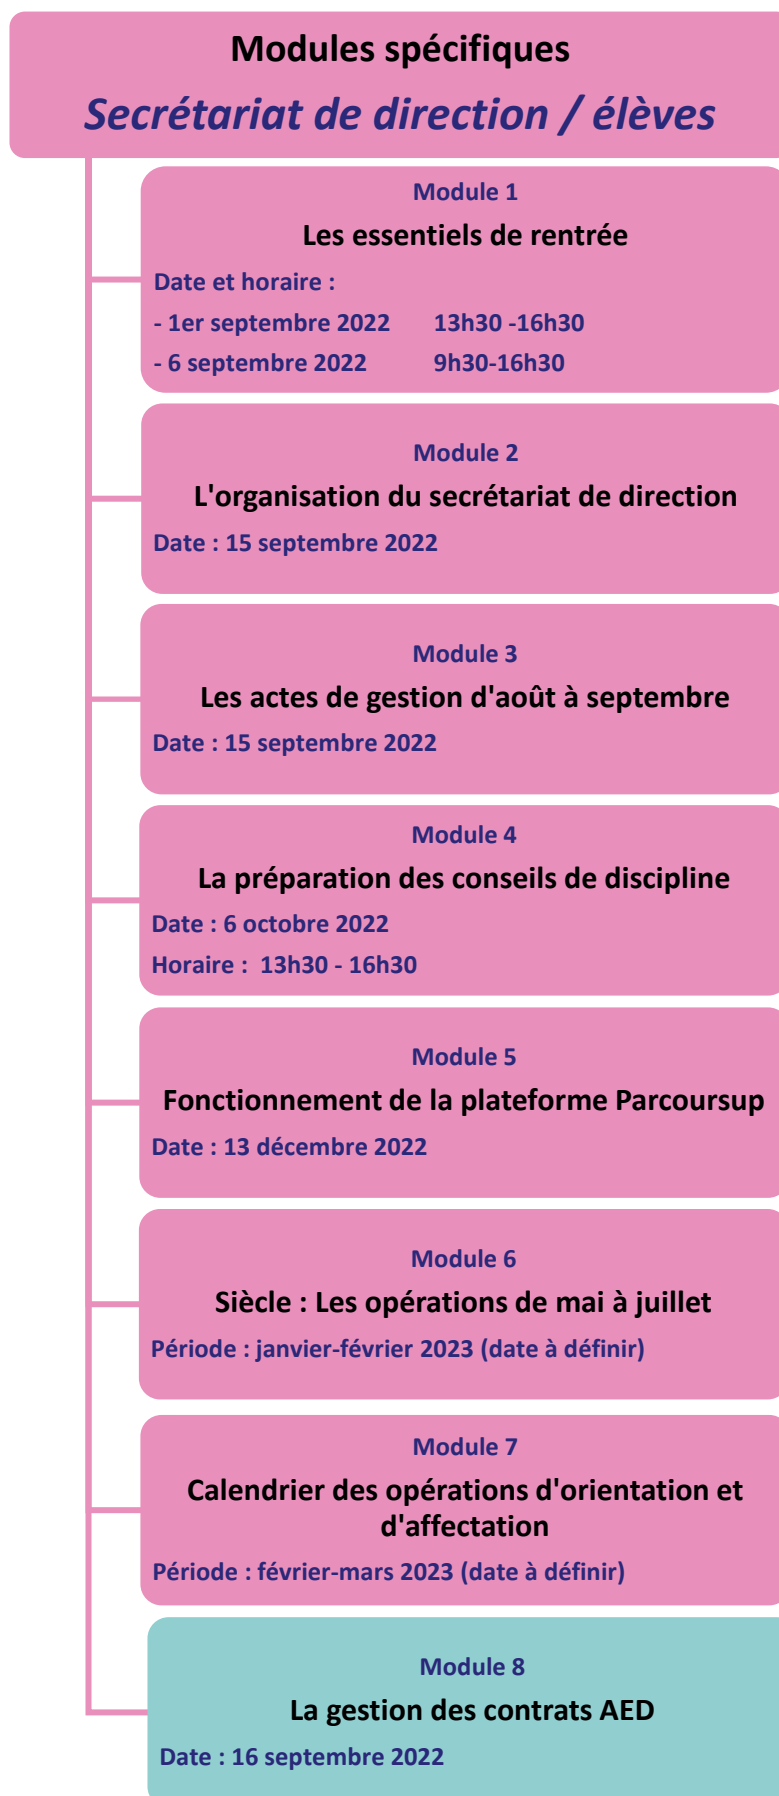 Modules spécifiques
Secrétariat de direction / élèves
Module 1
Les essentiels de rentrée
Date et horaire :
- 1er septembre 2022 13h30 -16h30
- 6 septembre 2022 9h30-16h30
Module 2
L'organisation du secrétariat de direction
Date : 15 septembre 2022
Module 3
Les actes de gestion d'août à septembre
Date : 15 septembre 2022
Module 4
La préparation des conseils de discipline
Date : 6 octobre 2022
Horaire : 13h30 - 16h30
Module 5
Fonctionnement de la plateforme Parcoursup
Date : 13 décembre 2022
Module 6
Siècle : Les opérations de mai à juillet
Période : janvier-février 2023 (date à définir)
Module 7
Calendrier des opérations d'orientation et
d'affectation
Période : février-mars 2023 (date à définir)
Module 8
La gestion des contrats AED
Date : 16 septembre 2022